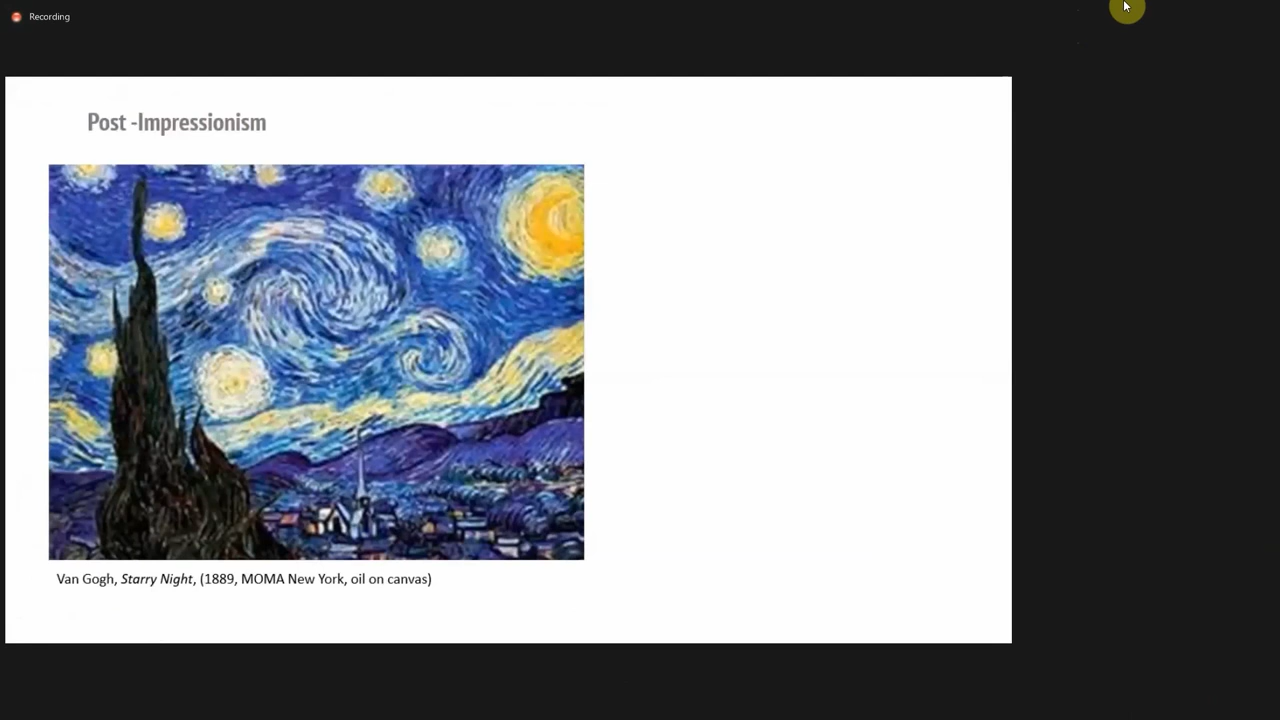 Recording
Post -Impressionism
Van Gogh, Starry Night, (1889, MOMA New York, oil on canvas)